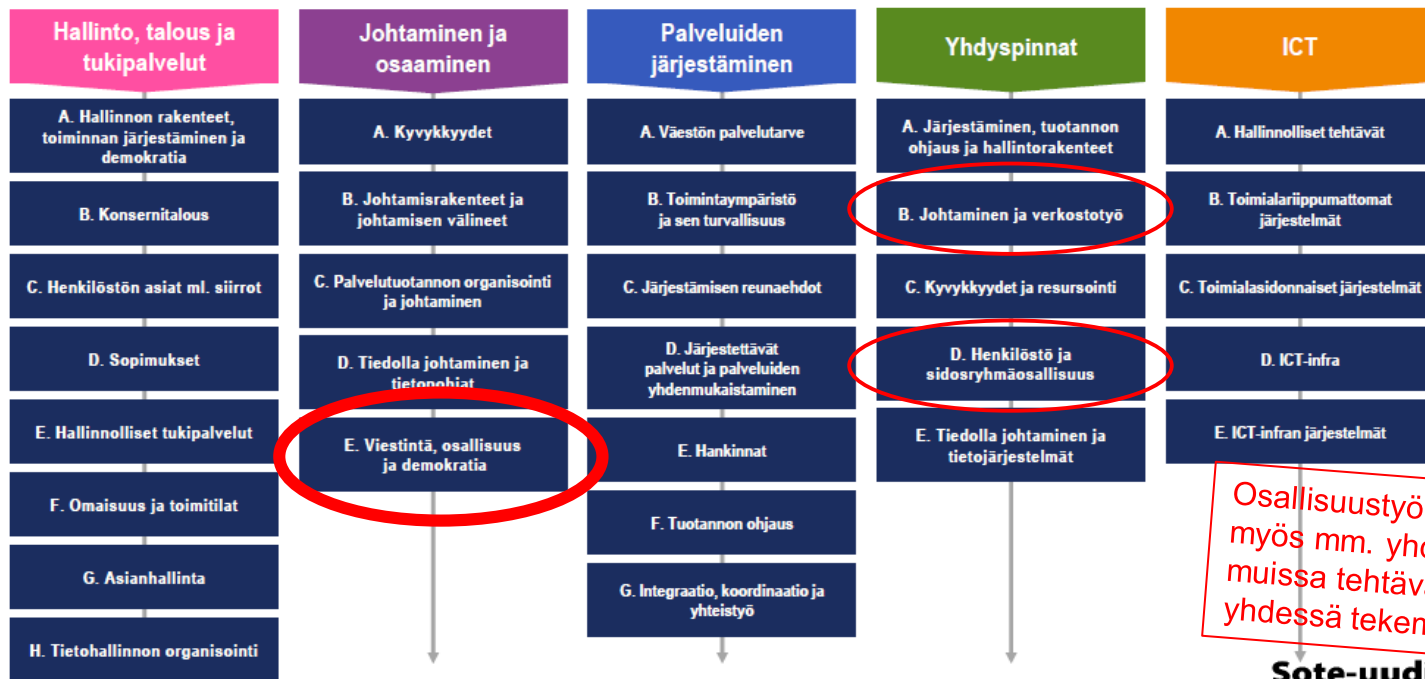 Hallinto, talous ja
tukipalvelut
A. Hallinnon rakenteet,
toiminnan järjestäminen ja
demokratia
B. Konsernitalous
C. Henkilöstön asiat ml. siirrot
D. Sopimukset
E. Hallinnolliset tukipalvelut
F. Omaisuus ja toimitilat
G. Asianhallinta
H. Tietohallinnon organisointi
Johtaminen ja
osaaminen
A. Kyvykkyydet
B. Johtamisrakenteet ja
johtamisen välineet
C. Palvelutuotannon organisointi
ja johtaminen
D. Tiedolla johtaminen ja
tietopohjat
E. Viestintä, osallisuus
ja demokratia
Palveluiden
järjestäminen
A. Väestön palvelutarve
B. Toimintaympäristö
ja sen turvallisuus
C. Järjestämisen reunaehdot
D. Järjestettävät
palvelut ja palveluiden
yhdenmukaistaminen
E. Hankinnat
F. Tuotannon ohjaus
G. Integraatio, koordinaatio ja
yhteistyö
Yhdyspinnat
A. Järjestäminen, tuotannon
ohjaus ja hallintorakenteet
B. Johtaminen ja verkostotyö
C. Kyvykkyydet ja resursointi
D. Henkilöstö ja
sidosryhmäosallisuus
E. Tiedolla johtaminen ja
tietojärjestelmät
ICT
A. Hallinnolliset tehtävät
B. Toimialariippumattomat
järjestelmät
C. Toimialasidonnaiset järjestelmät
D. ICT-infra
E. ICT-infran järjestelmät
Osallisuustyö
myös mm.
muissa
yhdessä